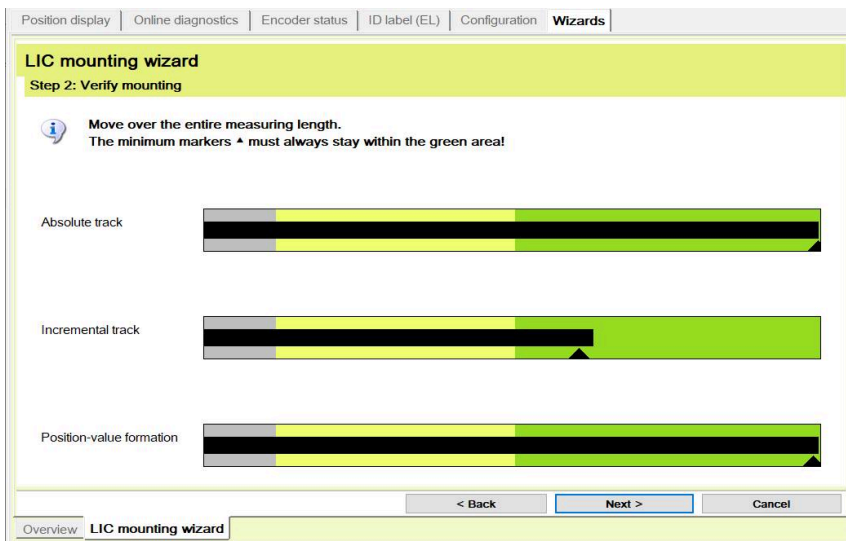 Position display Online diagnostics Encoder status ID label (EL) Configuration Wizards
LIC mounting wizard
Step 2: Verify mounting
Move over the entire measuring length.
The minimum markers ▲ must always stay within the green area!
Absolute track
Incremental track
Position-value formation
< Back Next > Cancel
Overview LIC mounting wizard